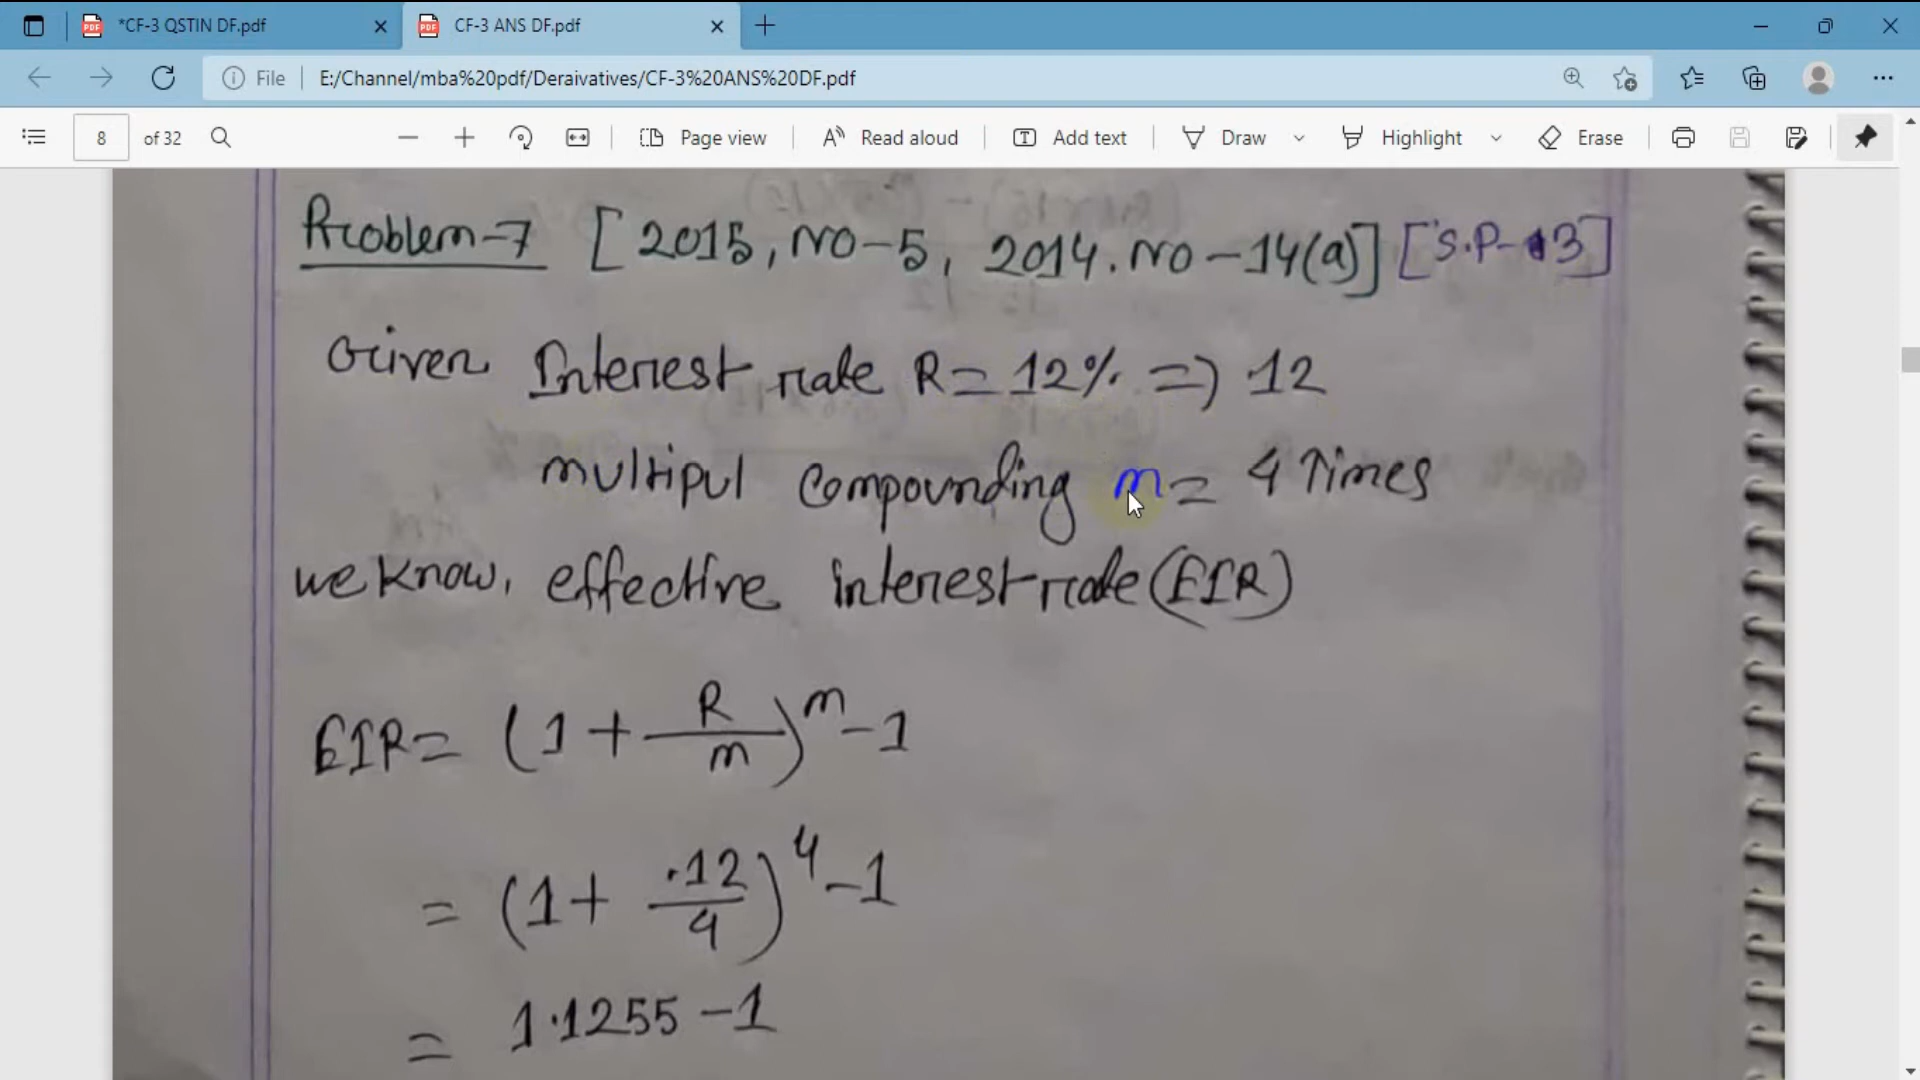 *CF-3 QSTIN DF.pdf
CF-3 ANS DF.pdf
File
E:/Channel/mba%20pdf/Deraivatives/CF-3%20ANS%20DF.pdf
8 of 32
Page view
Read aloud
Add text
Draw
Highlight
Erase
Problem-7 [2015, NO-5, 2014. NO-14(a)] [S.P-13]
Given Interest rate R = 12% => .12
multipul compounding m = 4 Times
we know, effective interest rate (EIR)
EIR = (1 + R/m)^m - 1
= (1 + .12/4)^4 - 1
= 1.1255 - 1